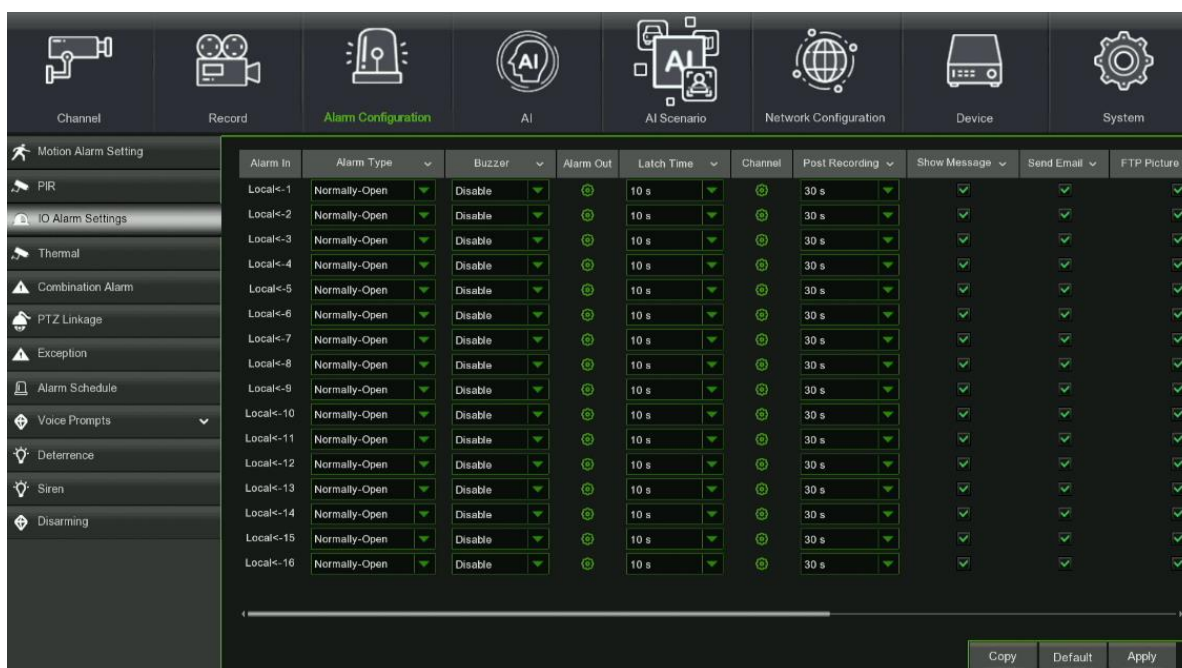 AI
AI
Channel Record Alarm Configuration AI AI Scenario Network Configuration Device System
Motion Alarm Setting
PIR
IO Alarm Settings
Thermal
Combination Alarm
PTZ Linkage
Exception
Alarm Schedule
Voice Prompts
Deterrence
Siren
Disarming
Alarm In Alarm Type Buzzer Alarm Out Latch Time Channel Post Recording Show Message Send Email FTP Picture
Local<-1 Normally-Open Disable 10 s 30 s
Local<-2 Normally-Open Disable 10 s 30 s
Local<-3 Normally-Open Disable 10 s 30 s
Local<-4 Normally-Open Disable 10 s 30 s
Local<-5 Normally-Open Disable 10 s 30 s
Local<-6 Normally-Open Disable 10 s 30 s
Local<-7 Normally-Open Disable 10 s 30 s
Local<-8 Normally-Open Disable 10 s 30 s
Local<-9 Normally-Open Disable 10 s 30 s
Local<-10 Normally-Open Disable 10 s 30 s
Local<-11 Normally-Open Disable 10 s 30 s
Local<-12 Normally-Open Disable 10 s 30 s
Local<-13 Normally-Open Disable 10 s 30 s
Local<-14 Normally-Open Disable 10 s 30 s
Local<-15 Normally-Open Disable 10 s 30 s
Local<-16 Normally-Open Disable 10 s 30 s
Copy Default Apply